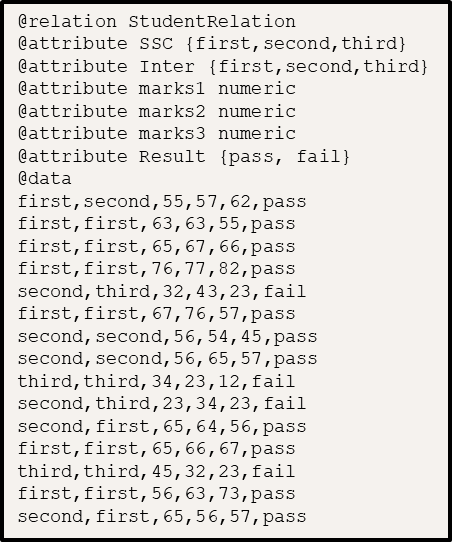 @relation StudentRelation
@attribute SSC {first,second,third}
@attribute Inter {first,second,third}
@attribute marks1 numeric
@attribute marks2 numeric
@attribute marks3 numeric
@attribute Result {pass, fail}
@data
first,second,55,57,62,pass
first,first,63,63,55,pass
first,first,65,67,66,pass
first,first,76,77,82,pass
second,third,32,43,23,fail
first,first,67,76,57,pass
second,second,56,54,45,pass
second,second,56,65,57,pass
third,third,34,23,12,fail
second,third,23,34,23,fail
second,first,65,64,56,pass
first,first,65,66,67,pass
third,third,45,32,23,fail
first,first,56,63,73,pass
second,first,65,56,57,pass